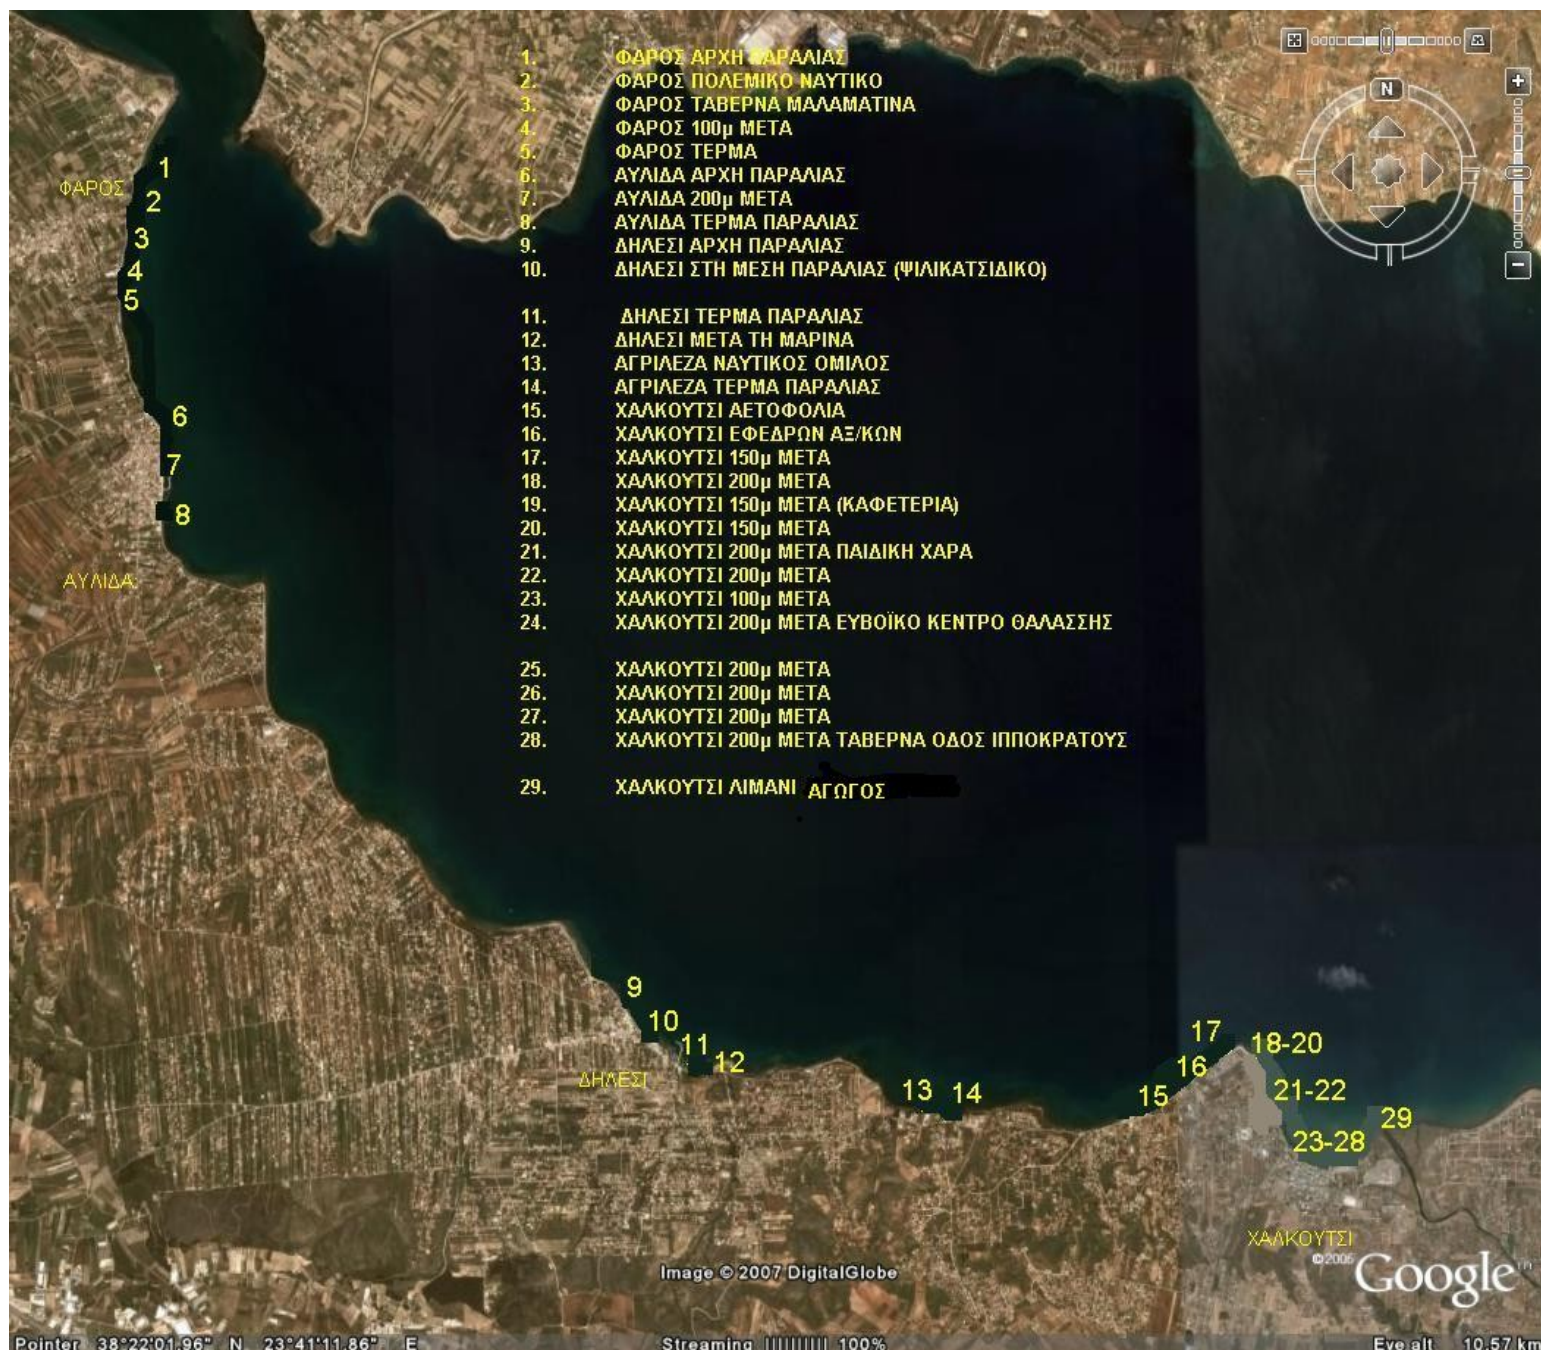 1. ΦΑΡΟΣ ΑΡΧΗ ΠΑΡΑΛΙΑΣ
2. ΦΑΡΟΣ ΠΟΛΕΜΙΚΟ ΝΑΥΤΙΚΟ
3. ΦΑΡΟΣ ΤΑΒΕΡΝΑ ΜΑΛΑΜΑΤΙΝΑ
4. ΦΑΡΟΣ 100μ ΜΕΤΑ
5. ΦΑΡΟΣ ΤΕΡΜΑ
6. ΑΥΛΙΔΑ ΑΡΧΗ ΠΑΡΑΛΙΑΣ
7. ΑΥΛΙΔΑ 200μ ΜΕΤΑ
8. ΑΥΛΙΔΑ ΤΕΡΜΑ ΠΑΡΑΛΙΑΣ
9. ΔΗΛΕΣΙ ΑΡΧΗ ΠΑΡΑΛΙΑΣ
10. ΔΗΛΕΣΙ ΣΤΗ ΜΕΣΗ ΠΑΡΑΛΙΑΣ (ΨΙΛΙΚΑΤΣΙΔΙΚΟ)
11. ΔΗΛΕΣΙ ΤΕΡΜΑ ΠΑΡΑΛΙΑΣ
12. ΔΗΛΕΣΙ ΜΕΤΑ ΤΗ ΜΑΡΙΝΑ
13. ΑΓΡΙΛΕΖΑ ΝΑΥΤΙΚΟΣ ΟΜΙΛΟΣ
14. ΑΓΡΙΛΕΖΑ ΤΕΡΜΑ ΠΑΡΑΛΙΑΣ
15. ΧΑΛΚΟΥΤΣΙ ΑΕΤΟΦΟΛΙΑ
16. ΧΑΛΚΟΥΤΣΙ ΕΦΕΔΡΩΝ ΑΞ/ΚΩΝ
17. ΧΑΛΚΟΥΤΣΙ 150μ ΜΕΤΑ
18. ΧΑΛΚΟΥΤΣΙ 200μ ΜΕΤΑ
19. ΧΑΛΚΟΥΤΣΙ 150μ ΜΕΤΑ (ΚΑΦΕΤΕΡΙΑ)
20. ΧΑΛΚΟΥΤΣΙ 150μ ΜΕΤΑ
21. ΧΑΛΚΟΥΤΣΙ 200μ ΜΕΤΑ ΠΑΙΔΙΚΗ ΧΑΡΑ
22. ΧΑΛΚΟΥΤΣΙ 200μ ΜΕΤΑ
23. ΧΑΛΚΟΥΤΣΙ 100μ ΜΕΤΑ
24. ΧΑΛΚΟΥΤΣΙ 200μ ΜΕΤΑ ΕΥΒΟΪΚΟ ΚΕΝΤΡΟ ΘΑΛΑΣΣΗΣ
25. ΧΑΛΚΟΥΤΣΙ 200μ ΜΕΤΑ
26. ΧΑΛΚΟΥΤΣΙ 200μ ΜΕΤΑ
27. ΧΑΛΚΟΥΤΣΙ 200μ ΜΕΤΑ
28. ΧΑΛΚΟΥΤΣΙ 200μ ΜΕΤΑ ΤΑΒΕΡΝΑ ΟΔΟΣ ΙΠΠΟΚΡΑΤΟΥΣ
29. ΧΑΛΚΟΥΤΣΙ ΛΙΜΑΝΙ ΑΓΩΓΟΣ
N
1
ΦΑΡΟΣ
2
3
4
5
6
7
8
ΑΥΛΙΔΑ
9
10
11
12
ΔΗΛΕΣΙ
13
14
15
16
17
18-20
21-22
29
23-28
ΧΑΛΚΟΥΤΣΙ
©2006
Google™
Image © 2007 DigitalGlobe
Pointer 38°22'01.96" N 23°41'11.86" E
Streaming ||||||||| 100%
Eye alt 10.57 km